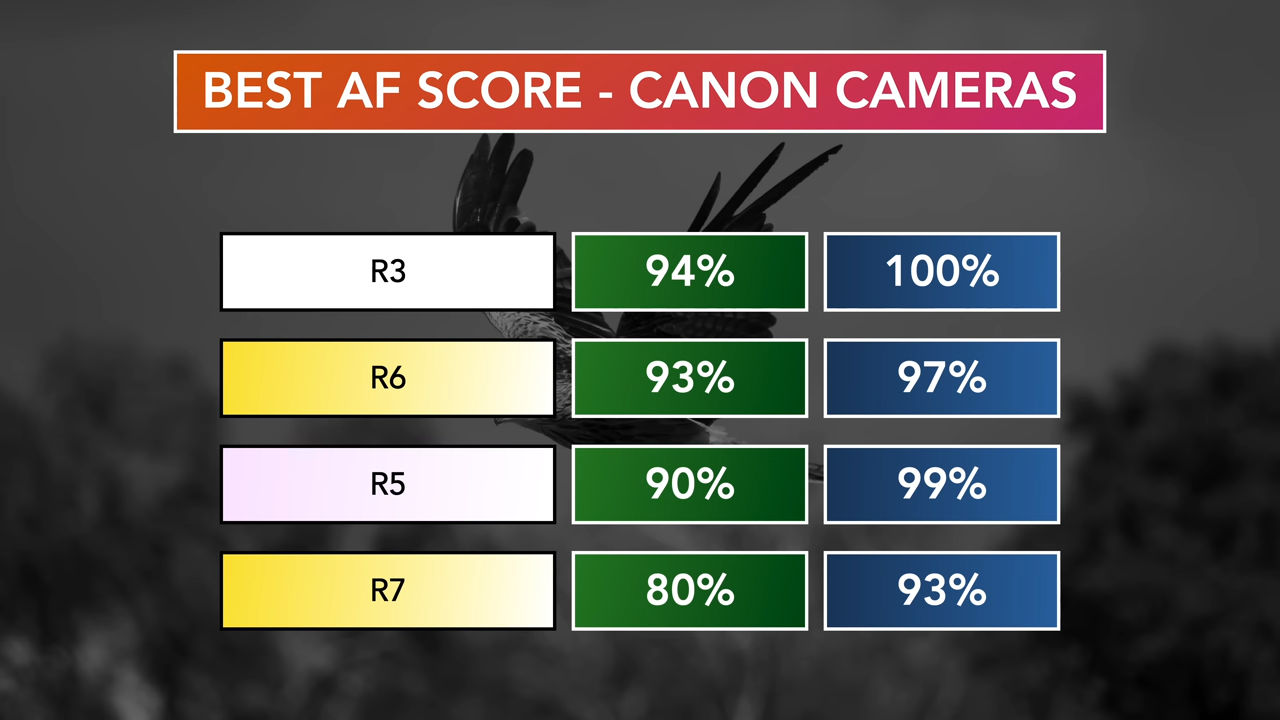 BEST AF SCORE - CANON CAMERAS
R3 94% 100%
R6 93% 97%
R5 90% 99%
R7 80% 93%